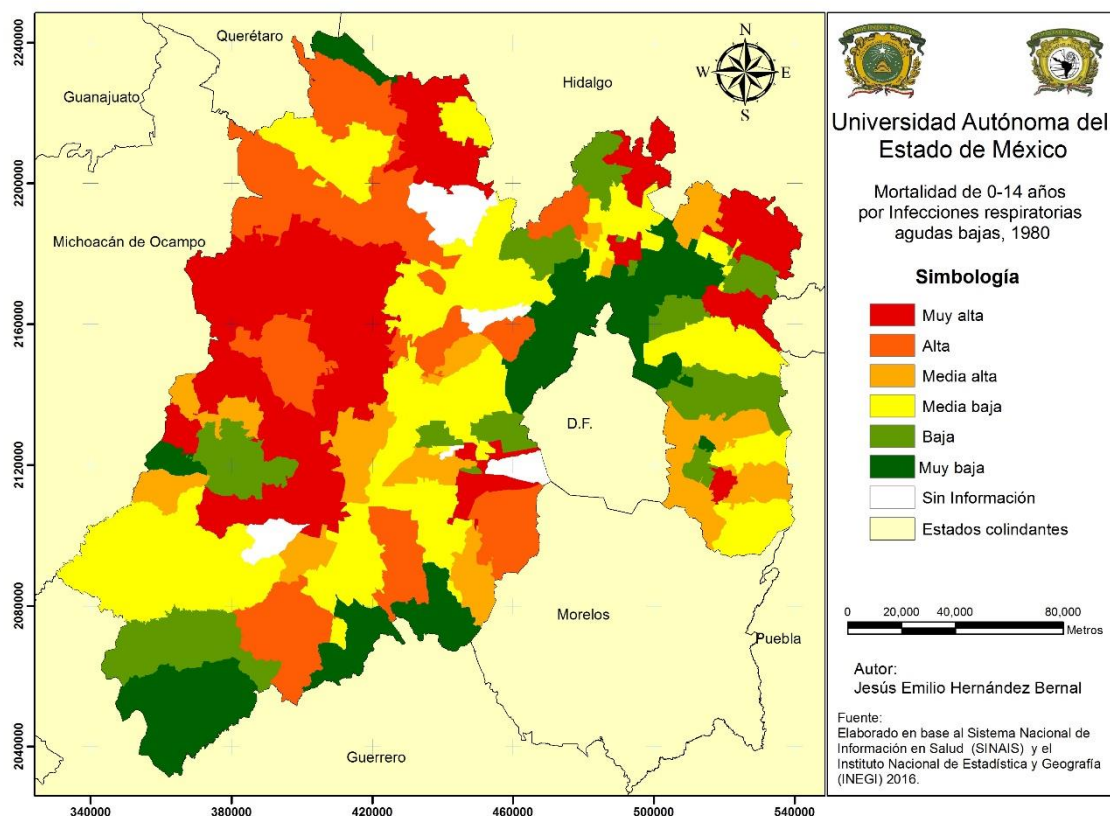 Querétaro
Guanajuato
Hidalgo
Michoacán de Ocampo
D.F.
Morelos
Puebla
Guerrero
N
W
E
S
2240000
2200000
2160000
2120000
2080000
2040000
340000
380000
420000
460000
500000
540000
Universidad Autónoma del
Estado de México
Mortalidad de 0-14 años
por Infecciones respiratorias
agudas bajas, 1980
Simbología
Muy alta
Alta
Media alta
Media baja
Baja
Muy baja
Sin Información
Estados colindantes
0 20,000 40,000 80,000
Metros
Autor:
Jesús Emilio Hernández Bernal
Fuente:
Elaborado en base al Sistema Nacional de
Información en Salud (SINAIS) y el
Instituto Nacional de Estadística y Geografía
(INEGI) 2016.